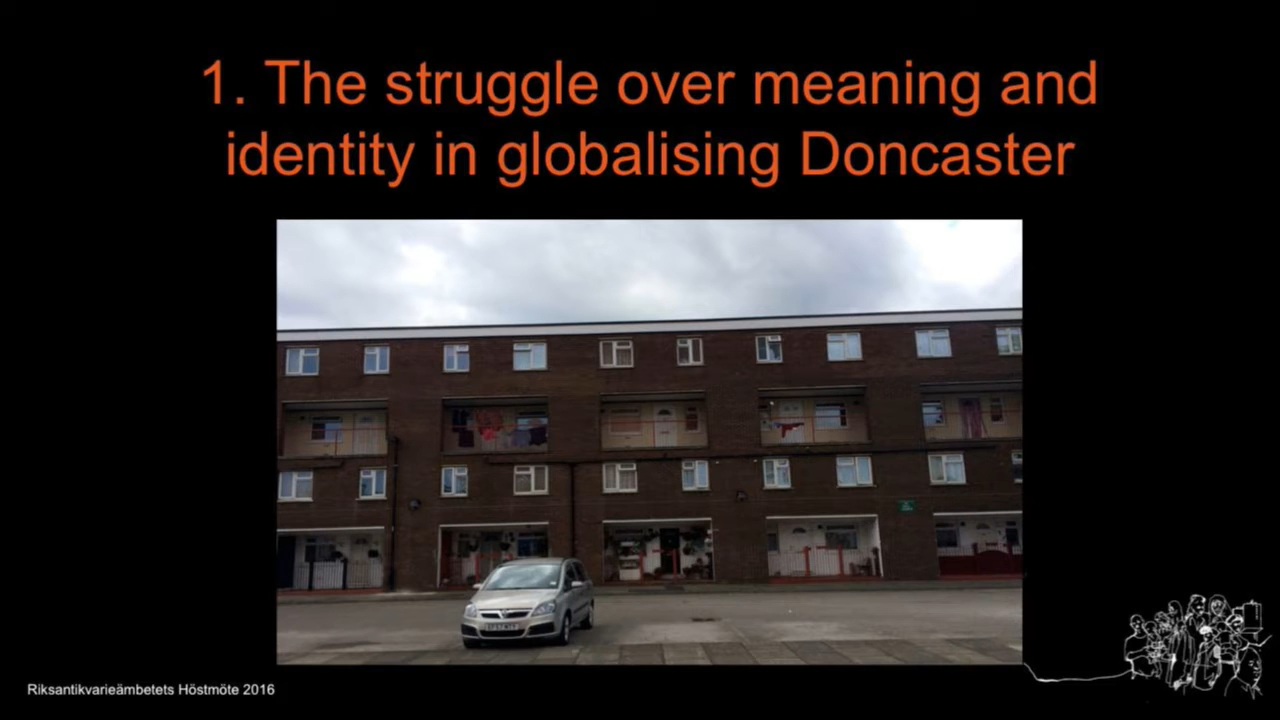 1. The struggle over meaning and
identity in globalising Doncaster
Riksantikvarieämbetets Höstmöte 2016